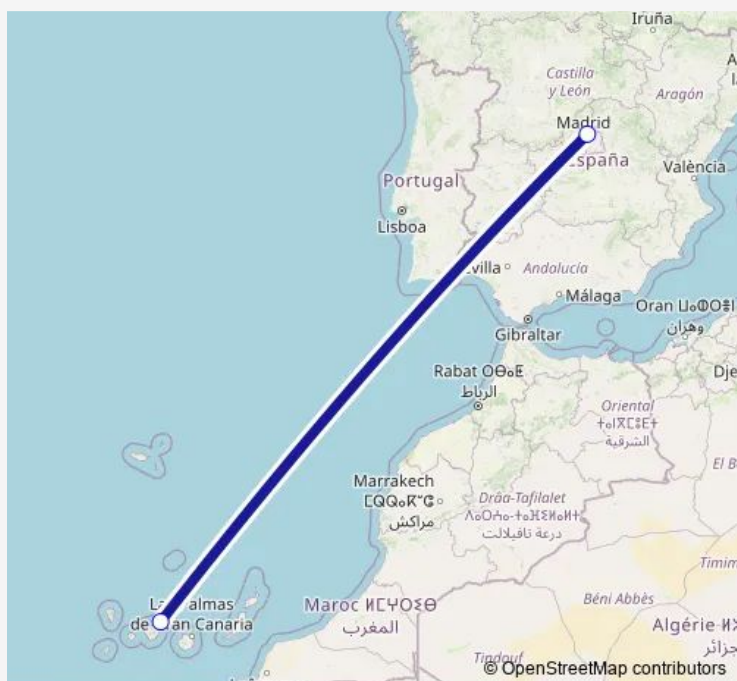 Iruña
Castilla
y León
Aragón
Madrid
España
València
Portugal
Lisboa
Andalucía
Málaga
Gibraltar
Oran ⵡⴰⵀⵔⴰⵏ
وهران
Rabat ⵔⴱⴰⵟ
الرباط
Oriental
الشرقية
Marrakech
مراكش
Drâa-Tafilalet
درعة تافيلالت
Las Palmas
de Gran Canaria
Maroc ⵍⵎⵖⵔⵉⴱ
المغرب
Béni Abbès
Algérie
Tindouf
© OpenStreetMap contributors